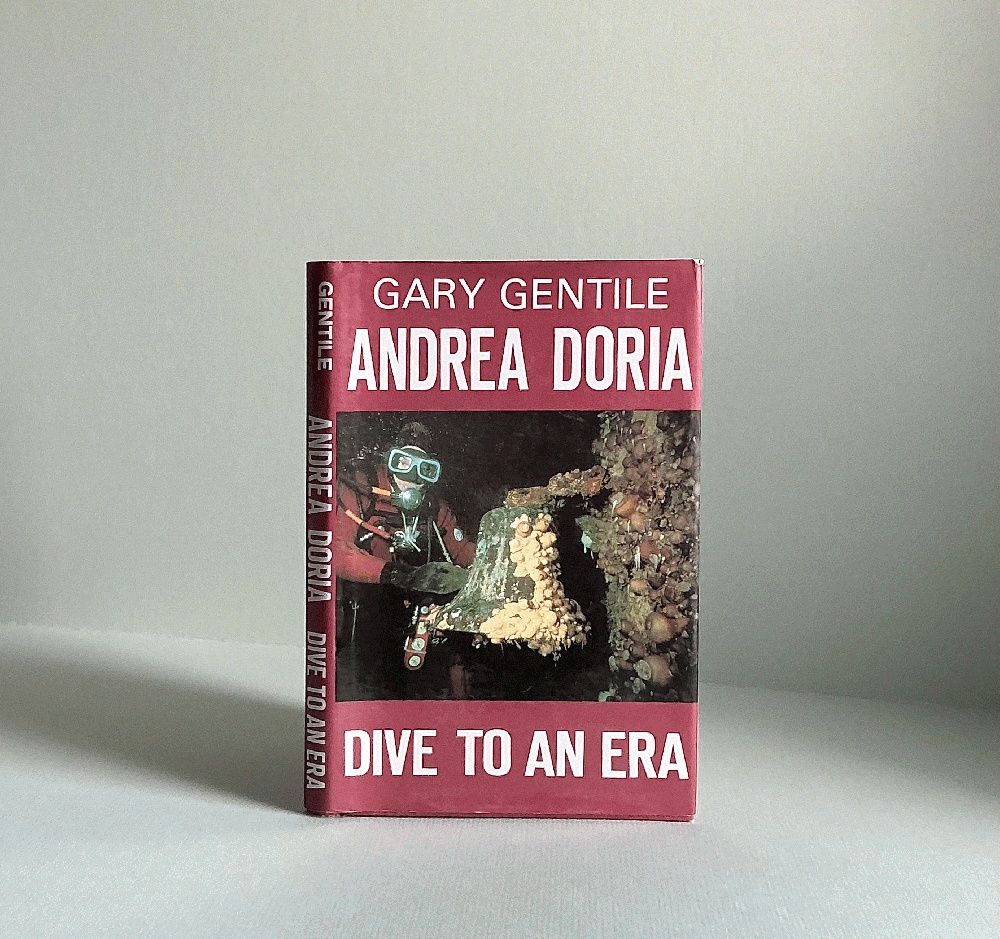 GARY GENTILE
ANDREA DORIA
DIVE TO AN ERA
GENTILE ANDREA DORIA DIVE TO AN ERA